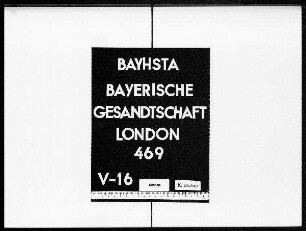 BAYHSTA
BAYERISCHE
GESANDTSCHAFT
LONDON
469
V-16